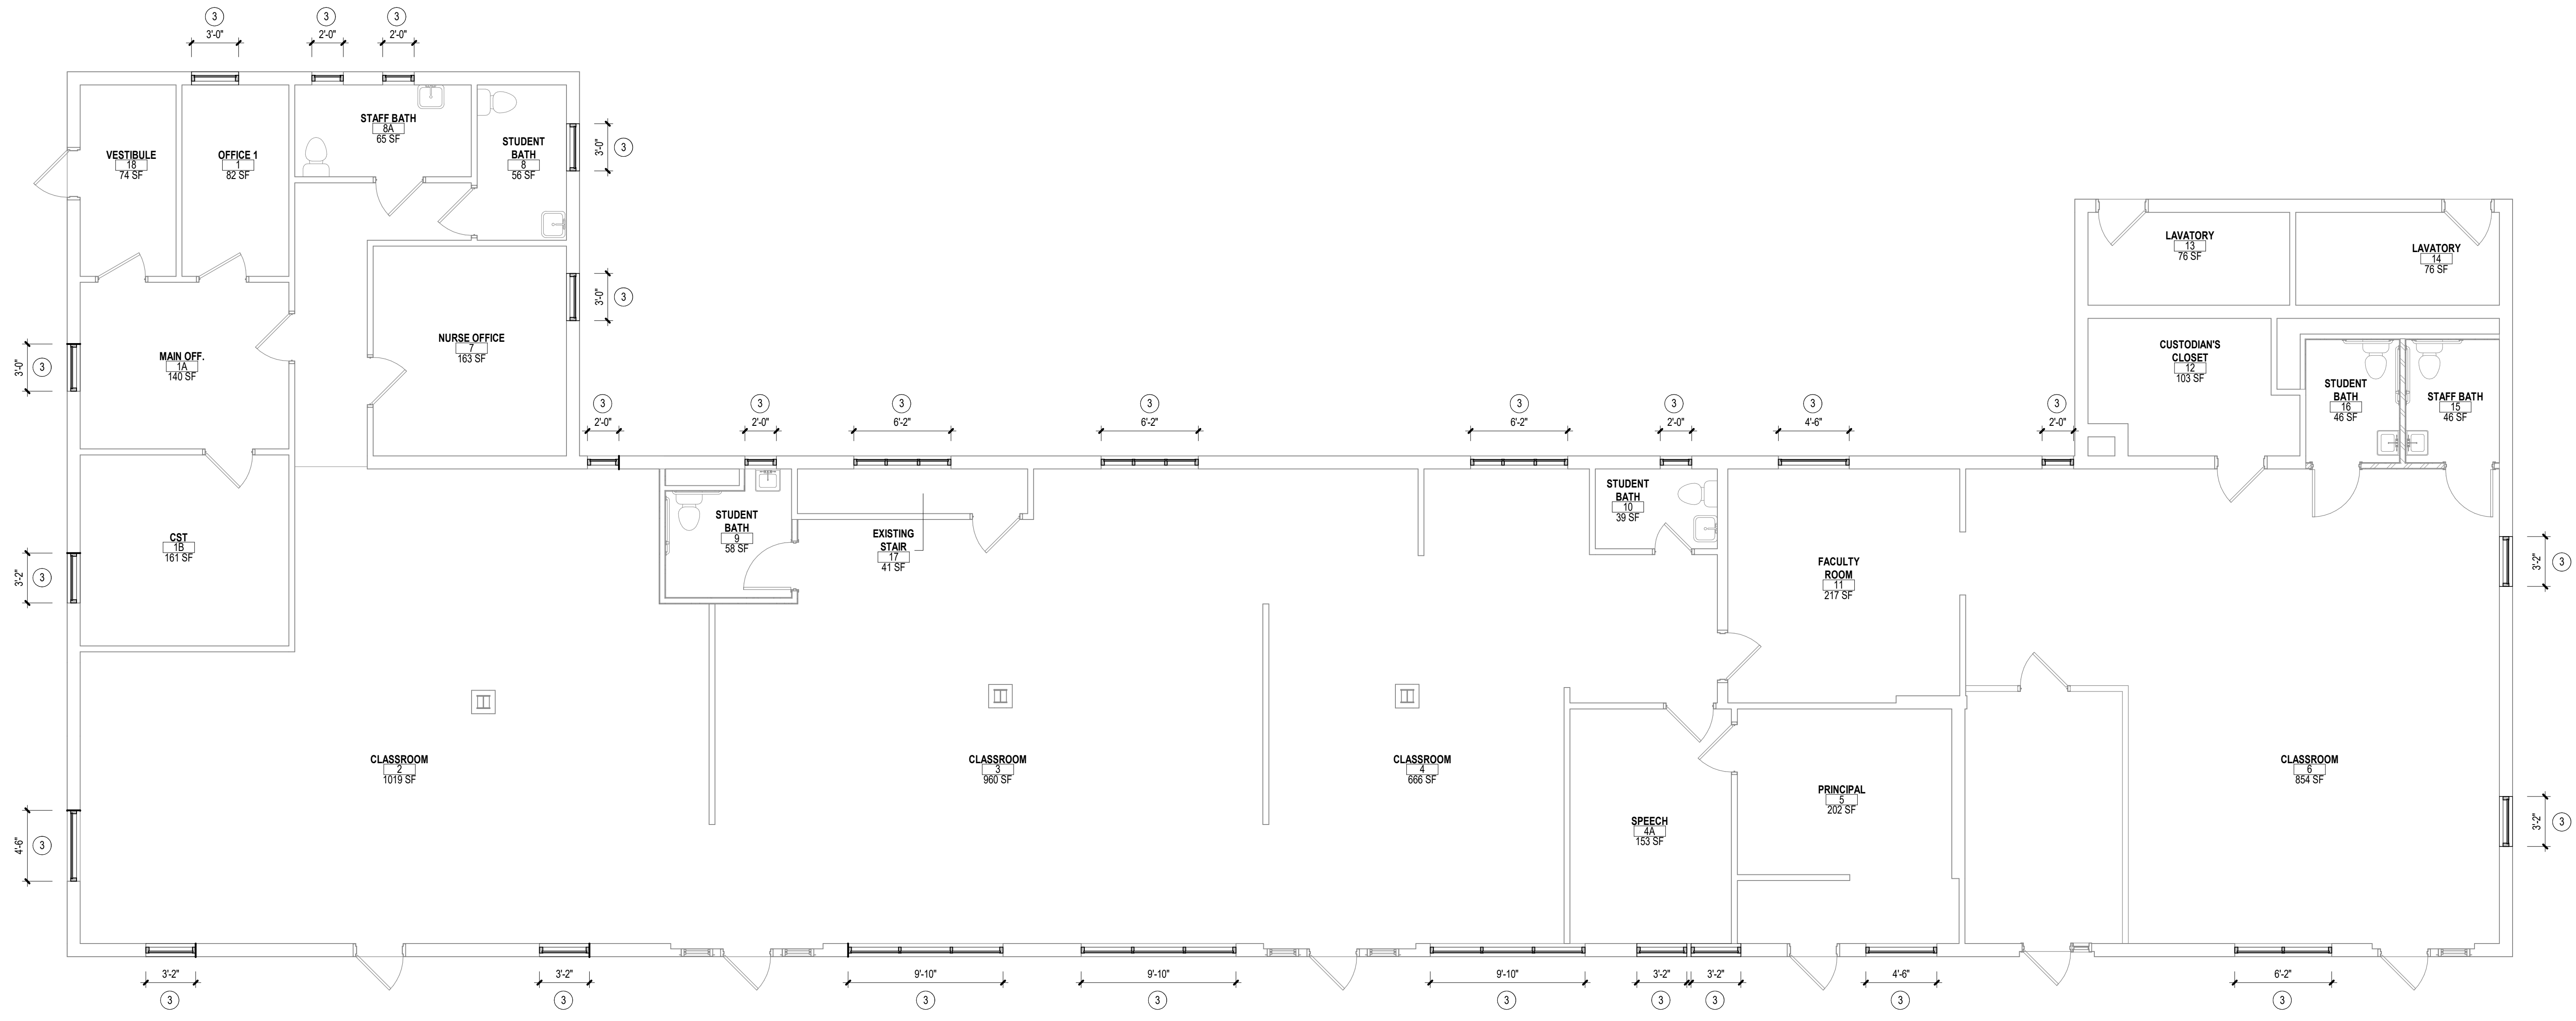 3
3
3
3'-0"
2'-0"
2'-0"
STAFF BATH
8A
65 SF
STUDENT
BATH
8
56 SF
3'-0"
3
VESTIBULE
18
74 SF
OFFICE 1
1
82 SF
LAVATORY
13
76 SF
LAVATORY
14
76 SF
3'-0"
3
NURSE OFFICE
7
163 SF
MAIN OFF.
1A
140 SF
3'-0"
3
CUSTODIAN'S
CLOSET
12
103 SF
STUDENT
BATH
16
46 SF
STAFF BATH
15
46 SF
3
3
3
3
3
3
3
3
2'-0"
2'-0"
6'-2"
6'-2"
6'-2"
2'-0"
4'-6"
2'-0"
STUDENT
BATH
10
39 SF
STUDENT
BATH
9
58 SF
EXISTING
STAIR
17
41 SF
CST
1B
161 SF
FACULTY
ROOM
11
217 SF
3'-2"
3
3'-2"
3
CLASSROOM
2
1019 SF
CLASSROOM
3
960 SF
CLASSROOM
4
666 SF
CLASSROOM
6
854 SF
PRINCIPAL
5
202 SF
SPEECH
4A
153 SF
4'-6"
3
3'-2"
3
3'-2"
3'-2"
9'-10"
9'-10"
9'-10"
3'-2"
3'-2"
4'-6"
6'-2"
3
3
3
3
3
3
3
3
3